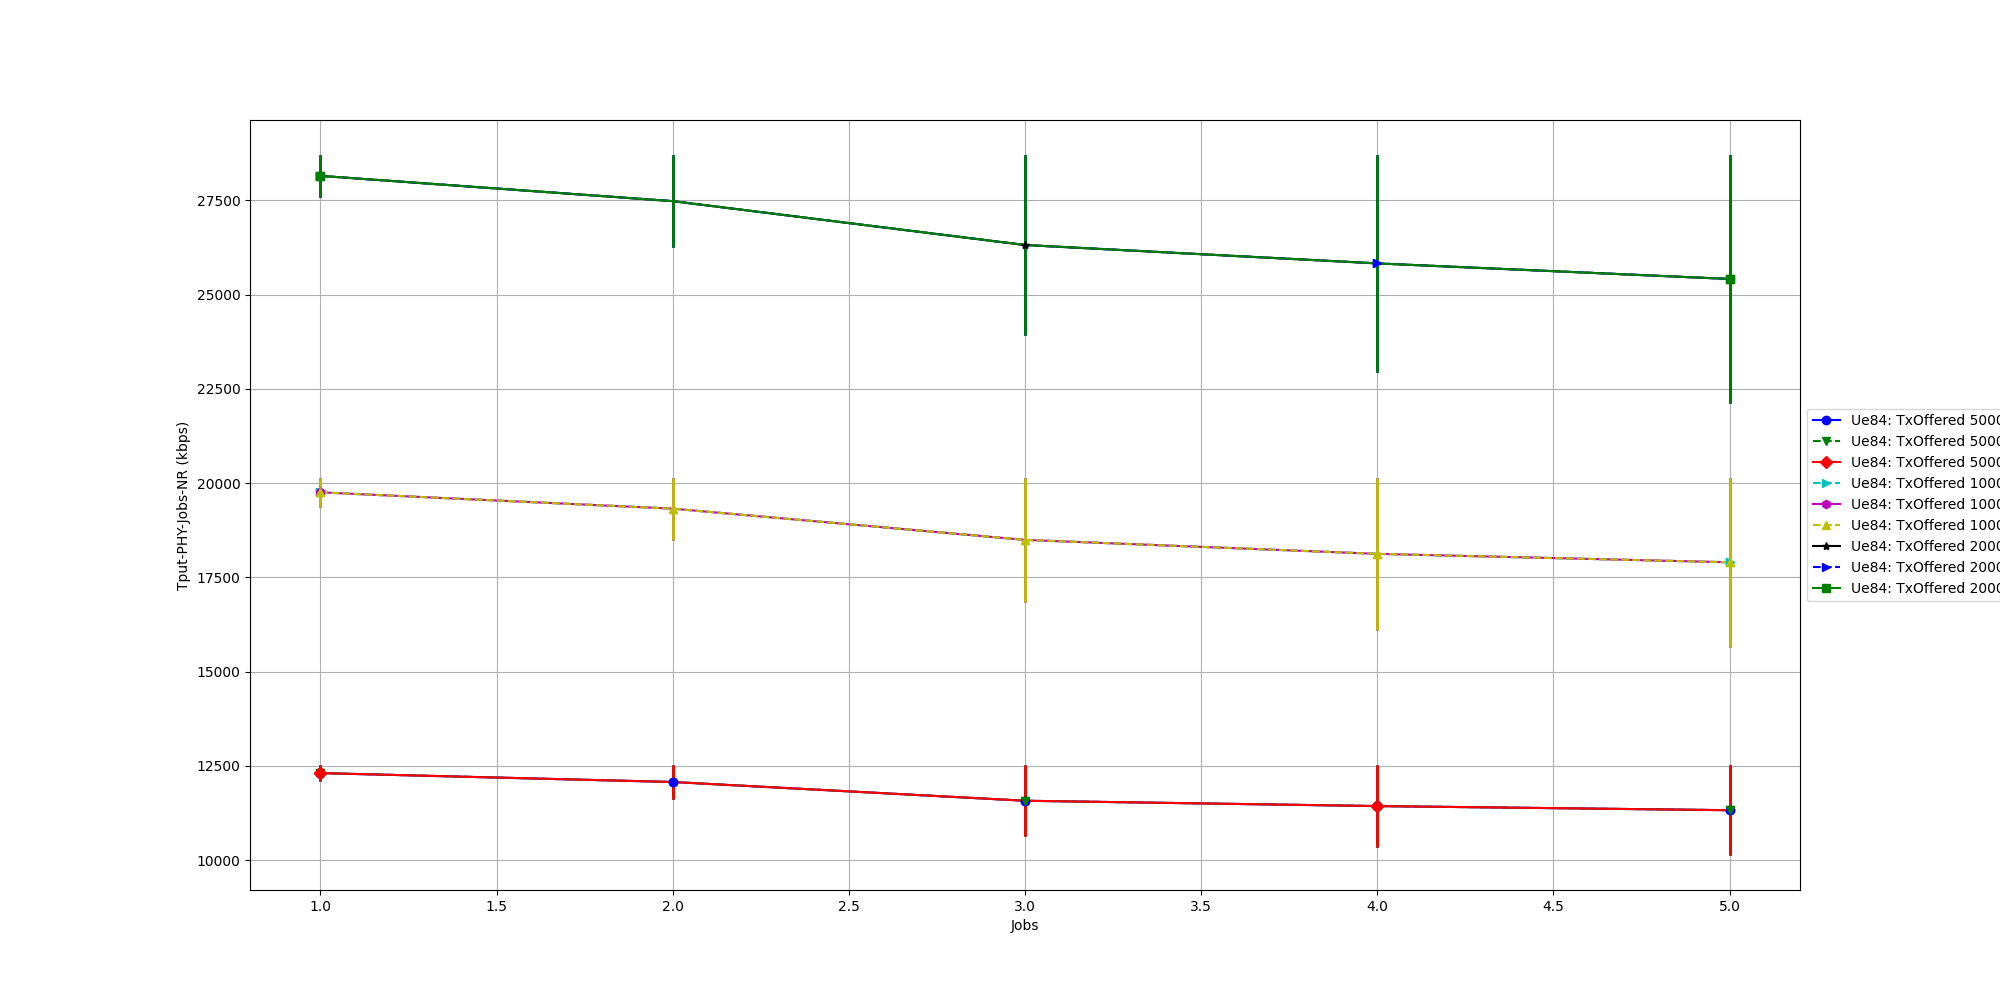 27500
25000
22500
20000
17500
15000
12500
10000
Tput-PHY-Jobs-NR (kbps)
1.0 1.5 2.0 2.5 3.0 3.5 4.0 4.5 5.0
Jobs
Ue84: TxOffered 5000
Ue84: TxOffered 5000
Ue84: TxOffered 5000
Ue84: TxOffered 1000
Ue84: TxOffered 1000
Ue84: TxOffered 1000
Ue84: TxOffered 2000
Ue84: TxOffered 2000
Ue84: TxOffered 2000